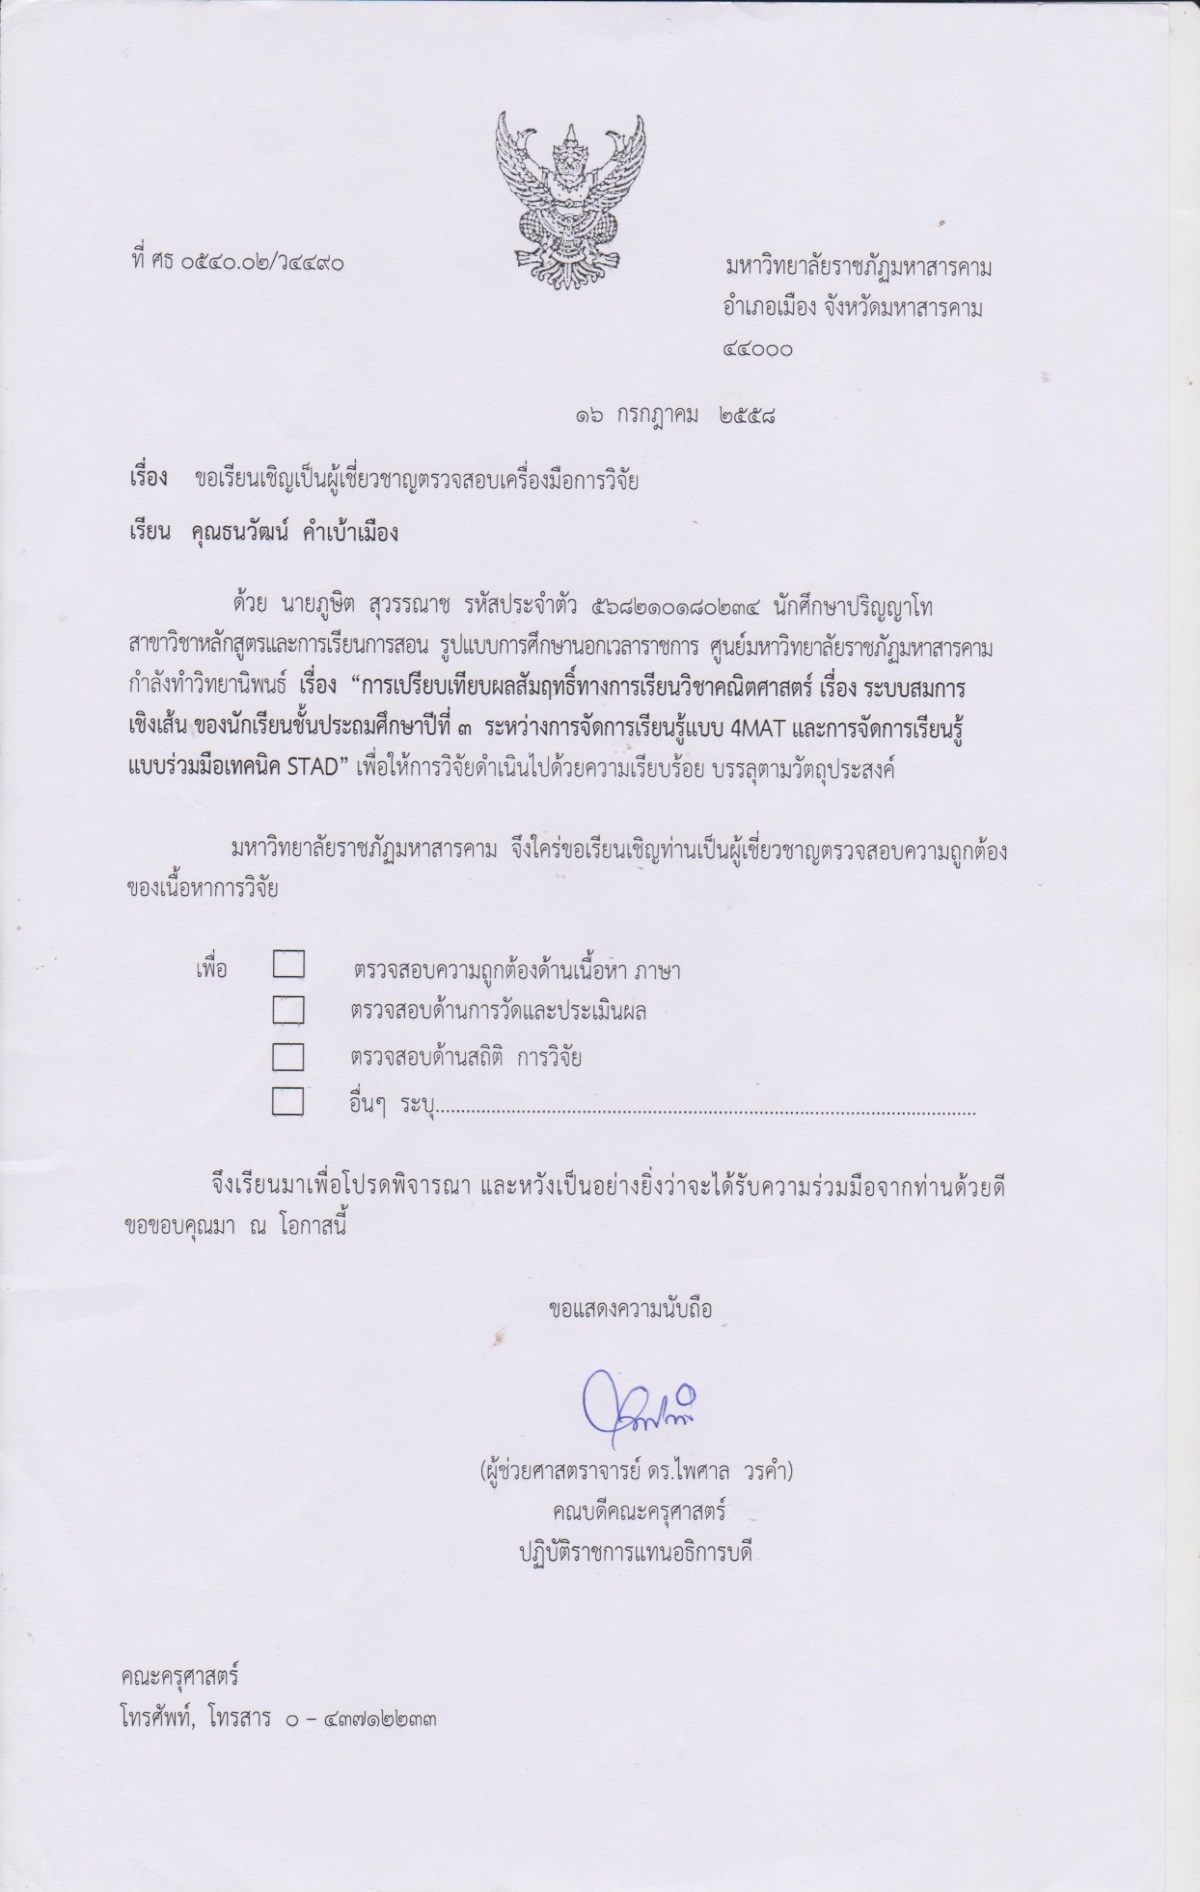 ที่ ศธ ๐๕๔๐.๐๒/ว๔๔๙๐
มหาวิทยาลัยราชภัฏมหาสารคาม
อำเภอเมือง จังหวัดมหาสารคาม
๔๔๐๐๐
๑๖ กรกฎาคม ๒๕๕๘
เรื่อง ขอเรียนเชิญเป็นผู้เชี่ยวชาญตรวจสอบเครื่องมือการวิจัย
เรียน คุณธนวัฒน์ คำเบ้าเมือง
ด้วย นายภูษิต สุวรรณาช รหัสประจำตัว ๕๖๘๒๑๐๑๘๐๒๓๔ นักศึกษาปริญญาโท
สาขาวิชาหลักสูตรและการเรียนการสอน รูปแบบการศึกษานอกเวลาราชการ ศูนย์มหาวิทยาลัยราชภัฏมหาสารคาม
กำลังทำวิทยานิพนธ์ เรื่อง “การเปรียบเทียบผลสัมฤทธิ์ทางการเรียนวิชาคณิตศาสตร์ เรื่อง ระบบสมการ
เชิงเส้น ของนักเรียนชั้นประถมศึกษาปีที่ ๓ ระหว่างการจัดการเรียนรู้แบบ 4MAT และการจัดการเรียนรู้
แบบร่วมมือเทคนิค STAD” เพื่อให้การวิจัยดำเนินไปด้วยความเรียบร้อย บรรลุตามวัตถุประสงค์
มหาวิทยาลัยราชภัฏมหาสารคาม จึงใคร่ขอเรียนเชิญท่านเป็นผู้เชี่ยวชาญตรวจสอบความถูกต้อง
ของเนื้อหาการวิจัย
เพื่อ ตรวจสอบความถูกต้องด้านเนื้อหา ภาษา
ตรวจสอบด้านการวัดและประเมินผล
ตรวจสอบด้านสถิติ การวิจัย
อื่นๆ ระบุ..........................................................................................................
จึงเรียนมาเพื่อโปรดพิจารณา และหวังเป็นอย่างยิ่งว่าจะได้รับความร่วมมือจากท่านด้วยดี
ขอขอบคุณมา ณ โอกาสนี้
ขอแสดงความนับถือ
(ผู้ช่วยศาสตราจารย์ ดร.ไพศาล วรคำ)
คณบดีคณะครุศาสตร์
ปฏิบัติราชการแทนอธิการบดี
คณะครุศาสตร์
โทรศัพท์, โทรสาร ๐ – ๔๓๗๑๒๒๓๓